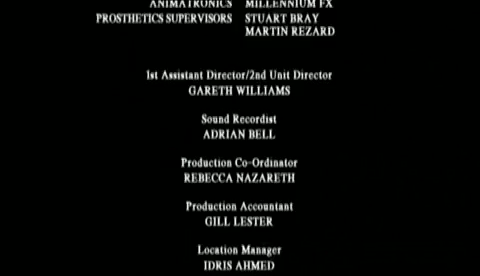 ANIMATRONICS MILLENNIUM FX
PROSTHETICS SUPERVISORS STUART BRAY
MARTIN REZARD
1st Assistant Director/2nd Unit Director
GARETH WILLIAMS
Sound Recordist
ADRIAN BELL
Production Co-Ordinator
REBECCA NAZARETH
Production Accountant
GILL LESTER
Location Manager
IDRIS AHMED